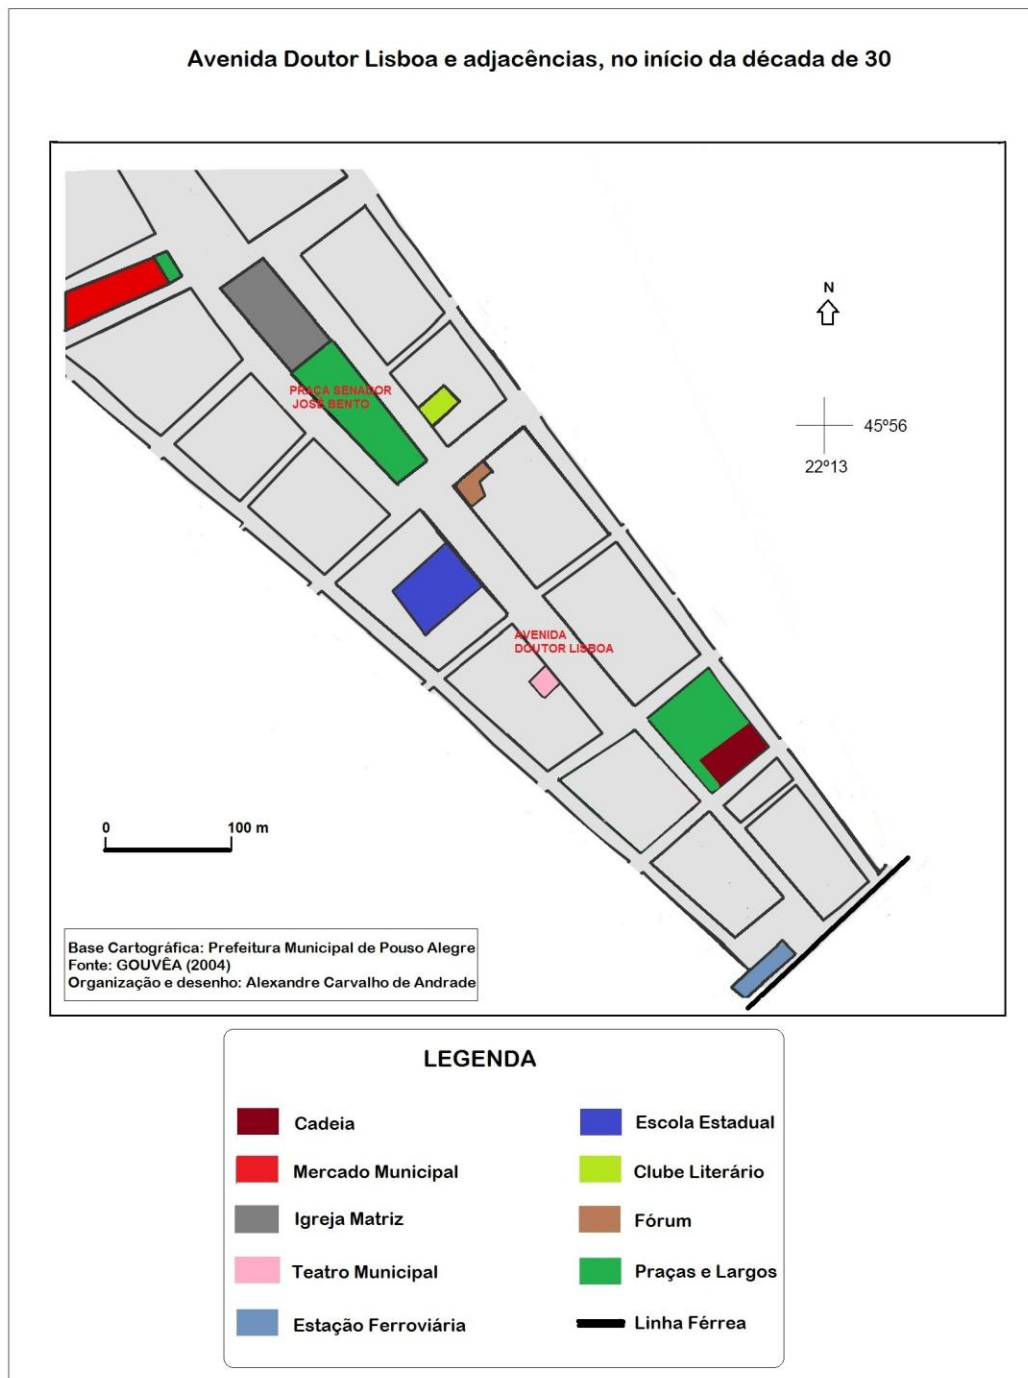 Avenida Doutor Lisboa e adjacências, no início da década de 30
N
45º56
22º13
PRAÇA SENADOR
JOSÉ BENTO
AVENIDA
DOUTOR LISBOA
0 100 m
Base Cartográfica: Prefeitura Municipal de Pouso Alegre
Fonte: GOUVÊA (2004)
Organização e desenho: Alexandre Carvalho de Andrade
LEGENDA
Cadeia
Mercado Municipal
Igreja Matriz
Teatro Municipal
Estação Ferroviária
Escola Estadual
Clube Literário
Fórum
Praças e Largos
Linha Férrea